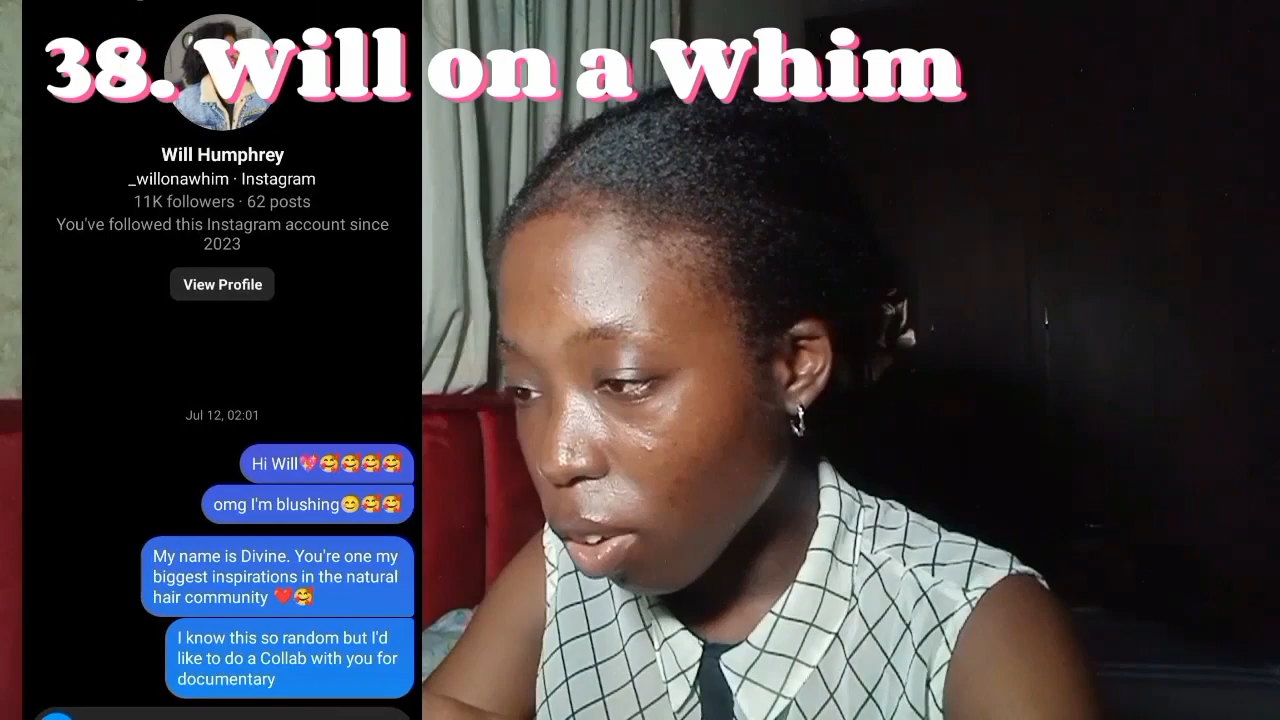 38. Will on a Whim
Will Humphrey
_willonawhim · Instagram
11K followers · 62 posts
You've followed this Instagram account since
2023
View Profile
Jul 12, 02:01
Hi Will💖🥰🥰🥰🥰
omg I'm blushing😊🥰🥰
My name is Divine. You're one my
biggest inspirations in the natural
hair community ❤️🥰
I know this so random but I'd
like to do a Collab with you for
documentary